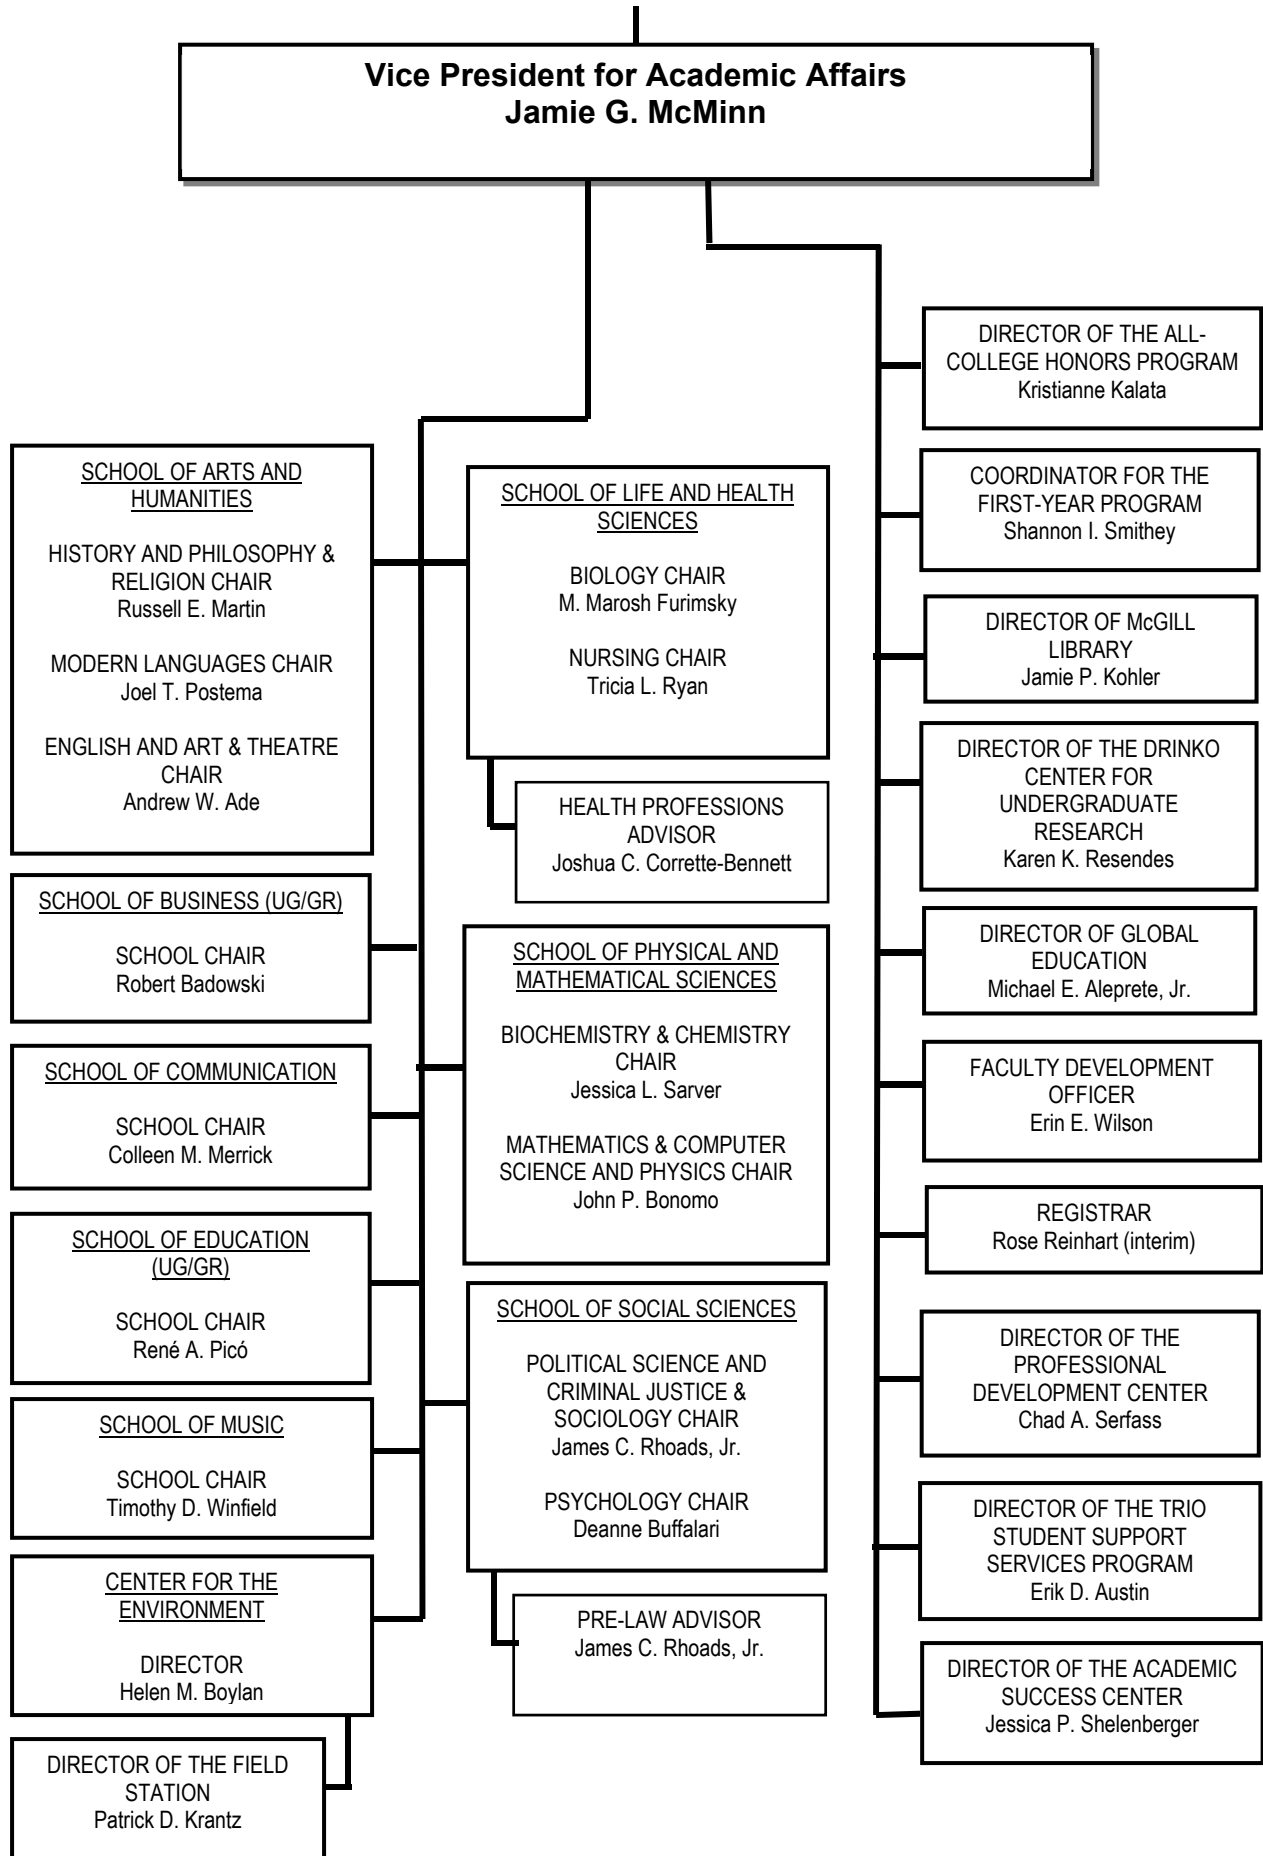 Vice President for Academic Affairs
Jamie G. McMinn
SCHOOL OF ARTS AND
HUMANITIES
HISTORY AND PHILOSOPHY &
RELIGION CHAIR
Russell E. Martin
MODERN LANGUAGES CHAIR
Joel T. Postema
ENGLISH AND ART & THEATRE
CHAIR
Andrew W. Ade
SCHOOL OF BUSINESS (UG/GR)
SCHOOL CHAIR
Robert Badowski
SCHOOL OF COMMUNICATION
SCHOOL CHAIR
Colleen M. Merrick
SCHOOL OF EDUCATION
(UG/GR)
SCHOOL CHAIR
René A. Picó
SCHOOL OF MUSIC
SCHOOL CHAIR
Timothy D. Winfield
CENTER FOR THE
ENVIRONMENT
DIRECTOR
Helen M. Boylan
DIRECTOR OF THE FIELD
STATION
Patrick D. Krantz
SCHOOL OF LIFE AND HEALTH
SCIENCES
BIOLOGY CHAIR
M. Marosh Furimsky
NURSING CHAIR
Tricia L. Ryan
HEALTH PROFESSIONS
ADVISOR
Joshua C. Corrette-Bennett
SCHOOL OF PHYSICAL AND
MATHEMATICAL SCIENCES
BIOCHEMISTRY & CHEMISTRY
CHAIR
Jessica L. Sarver
MATHEMATICS & COMPUTER
SCIENCE AND PHYSICS CHAIR
John P. Bonomo
SCHOOL OF SOCIAL SCIENCES
POLITICAL SCIENCE AND
CRIMINAL JUSTICE &
SOCIOLOGY CHAIR
James C. Rhoads, Jr.
PSYCHOLOGY CHAIR
Deanne Buffalari
PRE-LAW ADVISOR
James C. Rhoads, Jr.
DIRECTOR OF THE ALL-
COLLEGE HONORS PROGRAM
Kristianne Kalata
COORDINATOR FOR THE
FIRST-YEAR PROGRAM
Shannon I. Smithey
DIRECTOR OF McGILL
LIBRARY
Jamie P. Kohler
DIRECTOR OF THE DRINKO
CENTER FOR
UNDERGRADUATE
RESEARCH
Karen K. Resendes
DIRECTOR OF GLOBAL
EDUCATION
Michael E. Aleprete, Jr.
FACULTY DEVELOPMENT
OFFICER
Erin E. Wilson
REGISTRAR
Rose Reinhart (interim)
DIRECTOR OF THE
PROFESSIONAL
DEVELOPMENT CENTER
Chad A. Serfass
DIRECTOR OF THE TRIO
STUDENT SUPPORT
SERVICES PROGRAM
Erik D. Austin
DIRECTOR OF THE ACADEMIC
SUCCESS CENTER
Jessica P. Shelenberger